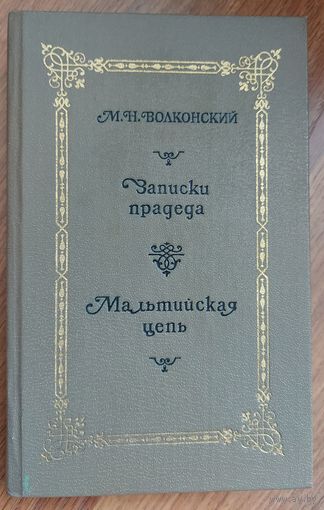 М.Н.ВОЛКОНСКИЙ
Записки
прадеда
Мальтийская
цепь